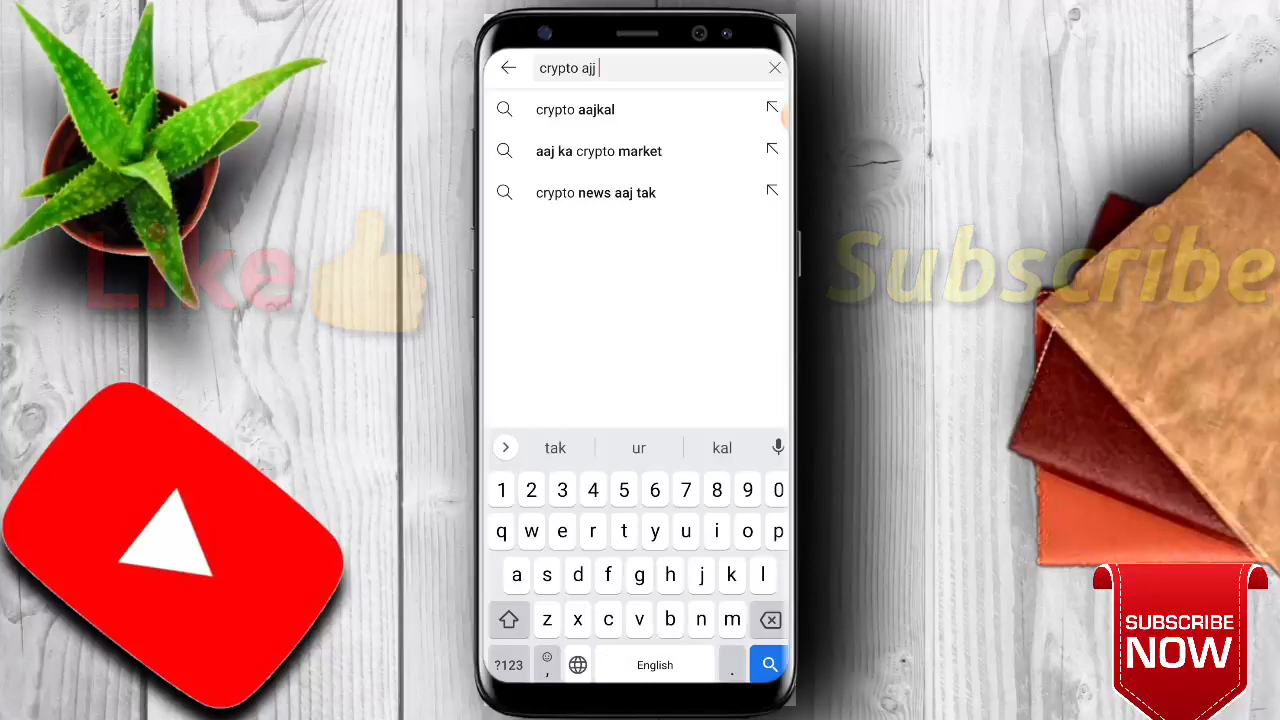 crypto ajj
crypto aajkal
aaj ka crypto market
crypto news aaj tak
Like
Subscribe
tak ur kal
1 2 3 4 5 6 7 8 9 0
q w e r t y u i o p
a s d f g h j k l
z x c v b n m
?123 , English .
SUBSCRIBE
NOW